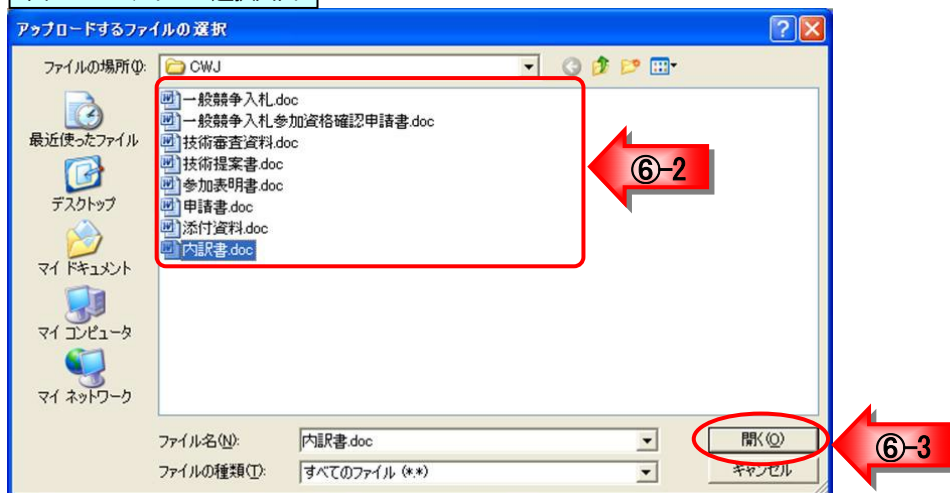 アップロードするファイルの選択
ファイルの場所(I):
CWJ
最近使ったファイル
デスクトップ
マイ ドキュメント
マイ コンピュータ
マイ ネットワーク
一般競争入札.doc
一般競争入札参加資格確認申請書.doc
技術審査資料.doc
技術提案書.doc
参加表明書.doc
申請書.doc
添付資料.doc
内訳書.doc
⑥-2
ファイル名(N):
内訳書.doc
開く(O)
⑥-3
ファイルの種類(T):
すべてのファイル (*.*)
キャンセル